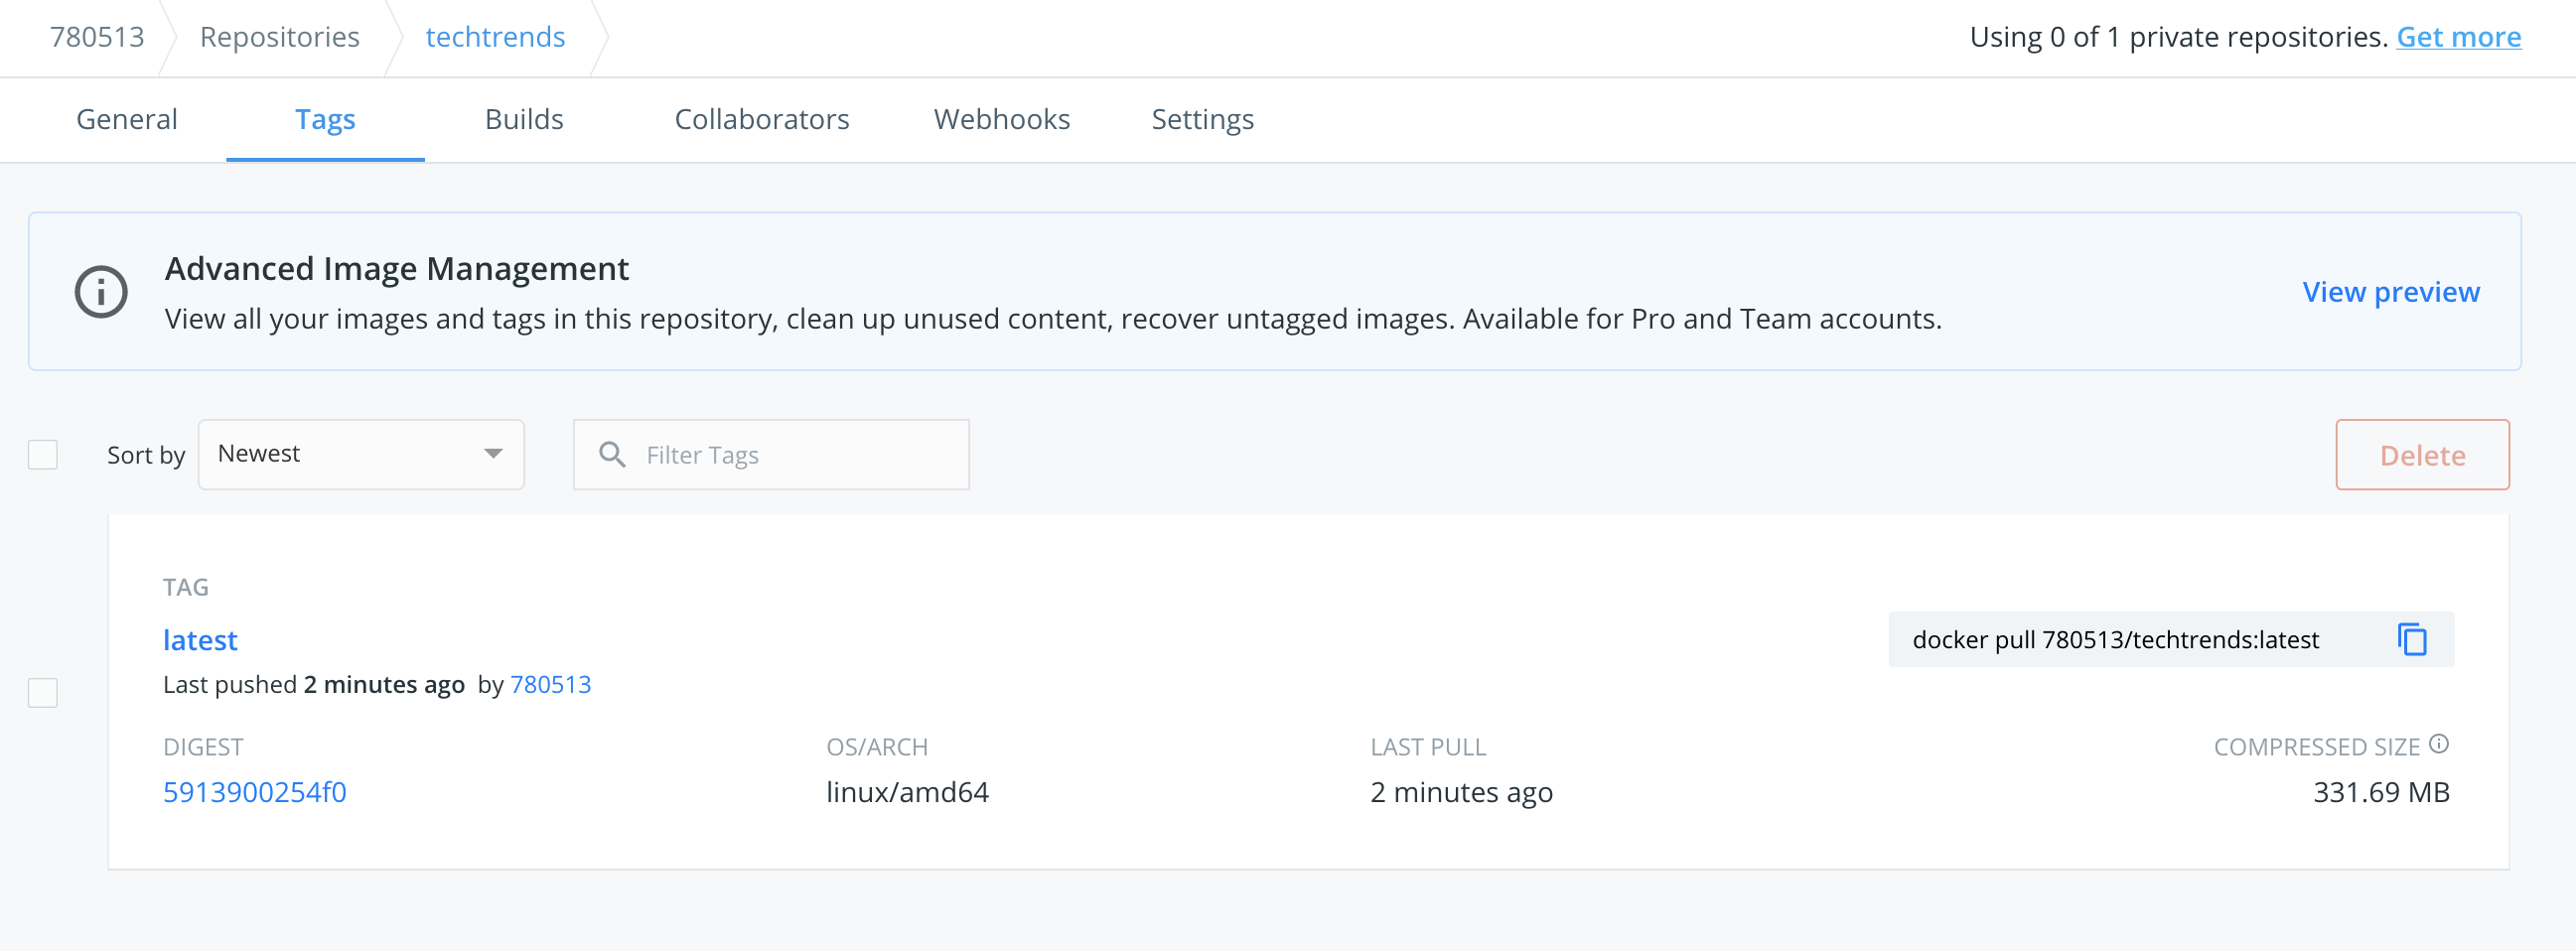 780513 Repositories techtrends Using 0 of 1 private repositories. Get more
General Tags Builds Collaborators Webhooks Settings
Advanced Image Management
View all your images and tags in this repository, clean up unused content, recover untagged images. Available for Pro and Team accounts.
View preview
Sort by Newest Filter Tags Delete
TAG
latest
docker pull 780513/techtrends:latest
Last pushed 2 minutes ago by 780513
DIGEST OS/ARCH LAST PULL COMPRESSED SIZE
5913900254f0 linux/amd64 2 minutes ago 331.69 MB